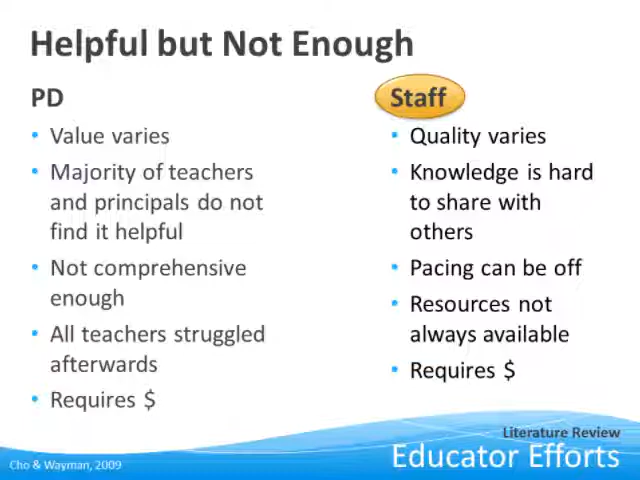 Helpful but Not Enough
PD
• Value varies
• Majority of teachers
and principals do not
find it helpful
• Not comprehensive
enough
• All teachers struggled
afterwards
• Requires $
Staff
• Quality varies
• Knowledge is hard
to share with
others
• Pacing can be off
• Resources not
always available
• Requires $
Literature Review
Educator Efforts
Cho & Wayman, 2009